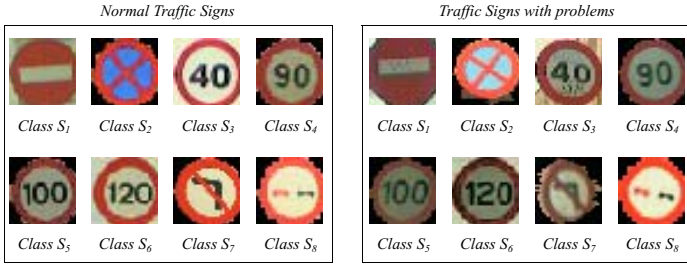 Normal Traffic Signs
Traffic Signs with problems
40
90
40
90
Class S1
Class S2
Class S3
Class S4
Class S1
Class S2
Class S3
Class S4
100
120
100
120
Class S5
Class S6
Class S7
Class S8
Class S5
Class S6
Class S7
Class S8